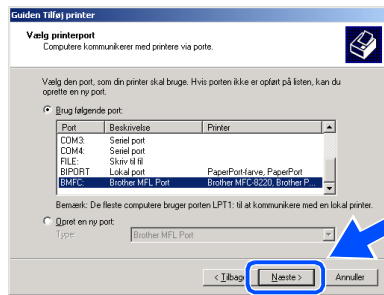 Guiden Tilføj printer
Vælg printerport
Computere kommunikerer med printere via porte.
Vælg den port, som din printer skal bruge. Hvis porten ikke er opført på listen, kan du
oprette en ny port.
Brug følgende port:
Port Beskrivelse Printer
COM3: Seriel port
COM4: Seriel port
FILE: Skriv til fil
BIPORT Lokal port PaperPort-farve, PaperPort
BMFC: Brother MFL Port Brother MFC-8220, Brother P...
Bemærk: De fleste computere bruger porten LPT1: til at kommunikere med en lokal printer.
Opret en ny port:
Type: Brother MFL Port
< Tilbage Næste > Annuller